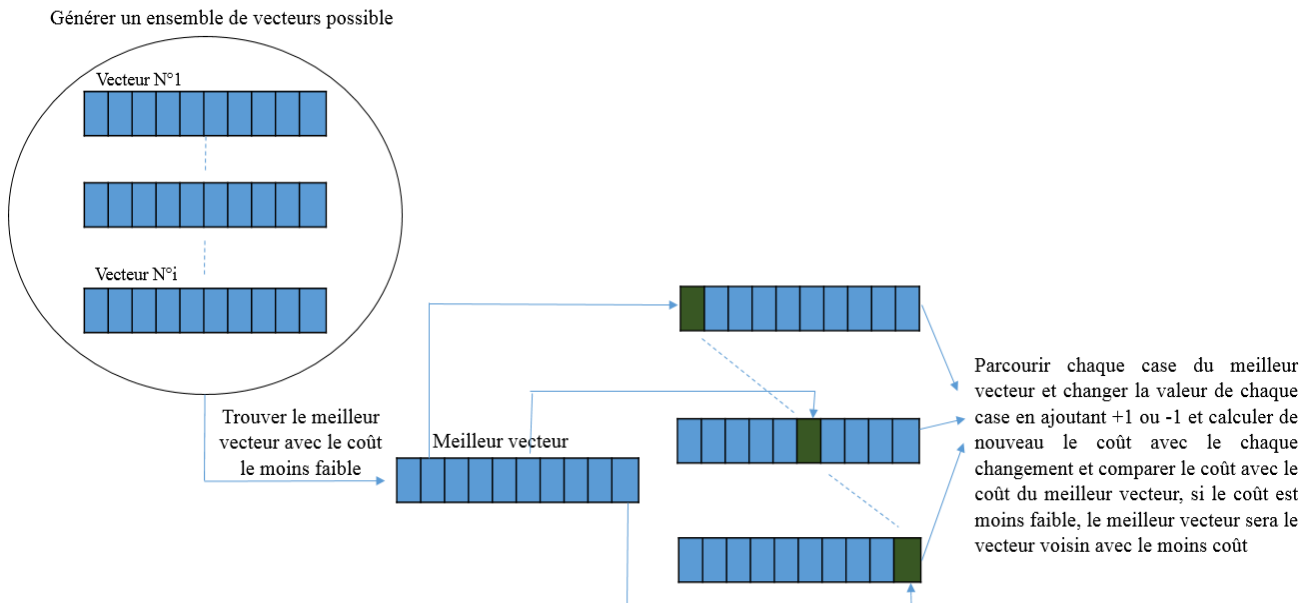 Générer un ensemble de vecteurs possible
Vecteur N°1
Vecteur N°i
Trouver le meilleur
vecteur avec le coût
le moins faible
Meilleur vecteur
Parcourir chaque case du meilleur
vecteur et changer la valeur de chaque
case en ajoutant +1 ou -1 et calculer de
nouveau le coût avec le chaque
changement et comparer le coût avec le
coût du meilleur vecteur, si le coût est
moins faible, le meilleur vecteur sera le
vecteur voisin avec le moins coût